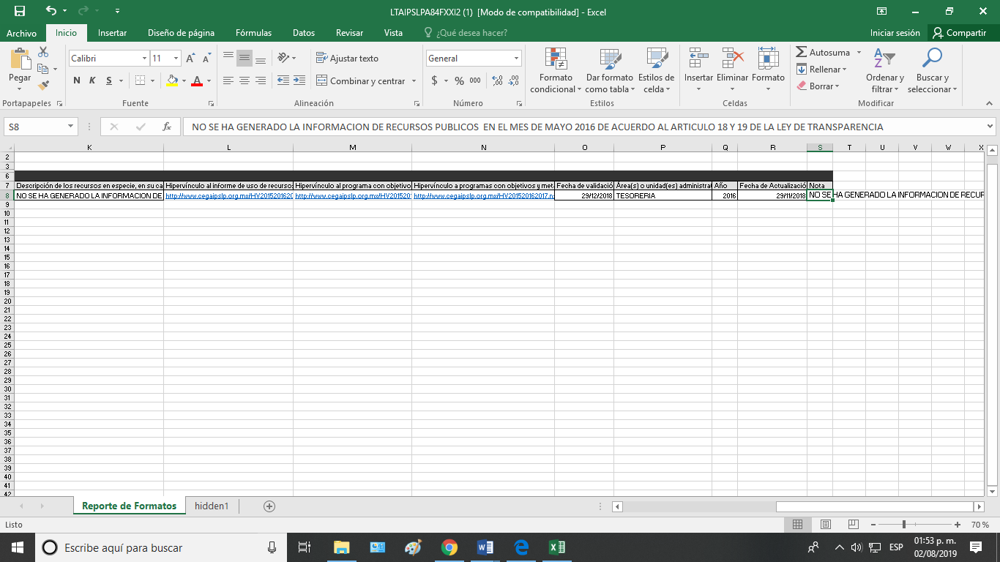 LTAIPSLPA84FXXI2 (1) [Modo de compatibilidad] - Excel
Archivo Inicio Insertar Diseño de página Fórmulas Datos Revisar Vista ¿Qué desea hacer? Iniciar sesión Compartir
Pegar
Calibri 11
N K S
Ajustar texto
Combinar y centrar
General
$ % 000
Formato condicional
Dar formato como tabla
Estilos de celda
Insertar Eliminar Formato
Autosuma
Rellenar
Borrar
Ordenar y filtrar
Buscar y seleccionar
Portapapeles Fuente Alineación Número Estilos Celdas Modificar
S8 fx NO SE HA GENERADO LA INFORMACION DE RECURSOS PUBLICOS EN EL MES DE MAYO 2016 DE ACUERDO AL ARTICULO 18 Y 19 DE LA LEY DE TRANSPARENCIA
K L M N O P Q R S T U V W X
2
3
6
7 Descripción de los recursos en especie, en su ca Hipervínculo al informe de uso de recursos Hipervínculo al programa con objetivo Hipervínculo a programas con objetivos y met Fecha de validació Área(s) o unidad(es) administrat Año Fecha de Actualizació Nota
8 NO SE HA GENERADO LA INFORMACION DE http://www.cegaipslp.org.mx/HV201520162 http://www.cegaipslp.org.mx/HV2015201 http://www.cegaipslp.org.mx/HV201520162017.n 29/12/2018 TESORERIA 2016 29/11/2018 NO SE HA GENERADO LA INFORMACION DE RECUR
9
10
11
12
13
14
15
16
17
18
19
20
21
22
23
24
25
26
27
28
29
30
31
32
33
34
35
36
37
38
39
40
41
42
Reporte de Formatos hidden1
Listo 70 %
Escribe aquí para buscar
ESP
01:53 p. m.
02/08/2019